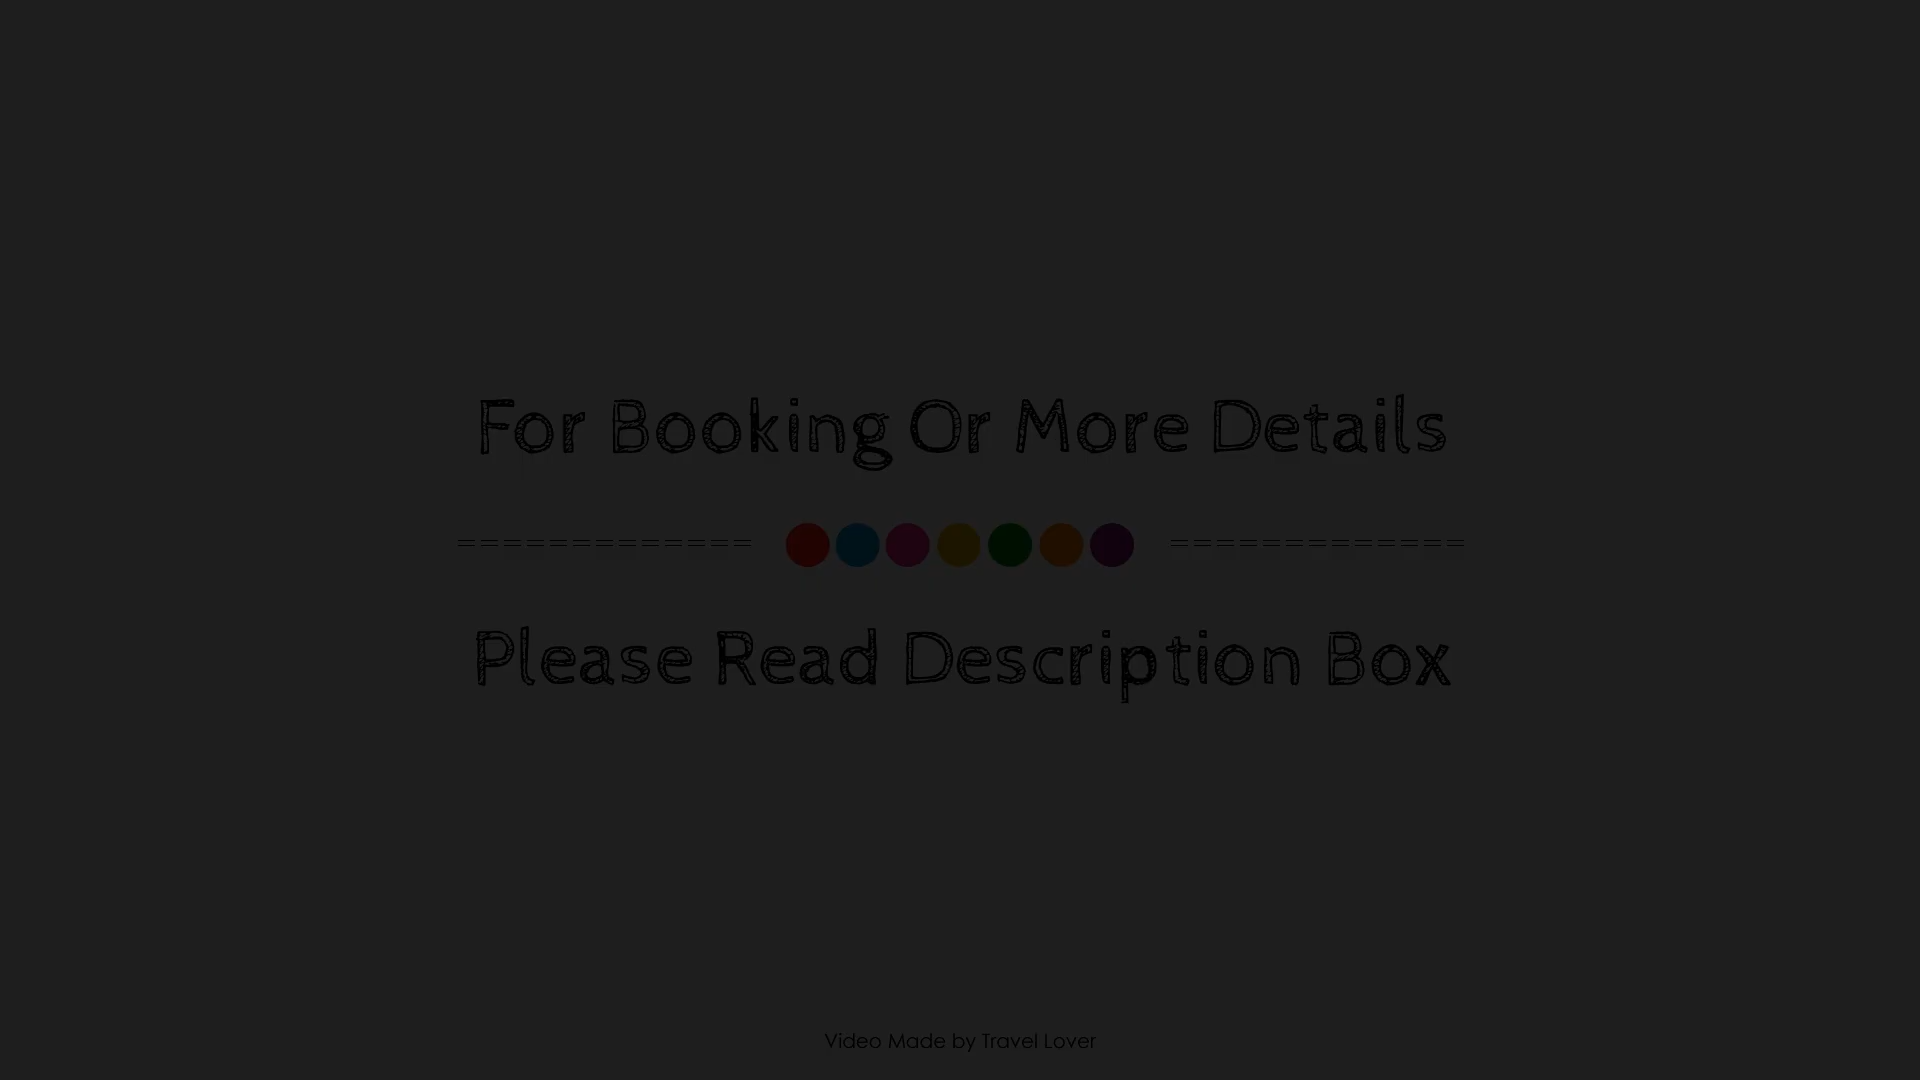 For Booking Or More Details
============= =============
Please Read Description Box
Video Made by Travel Lover